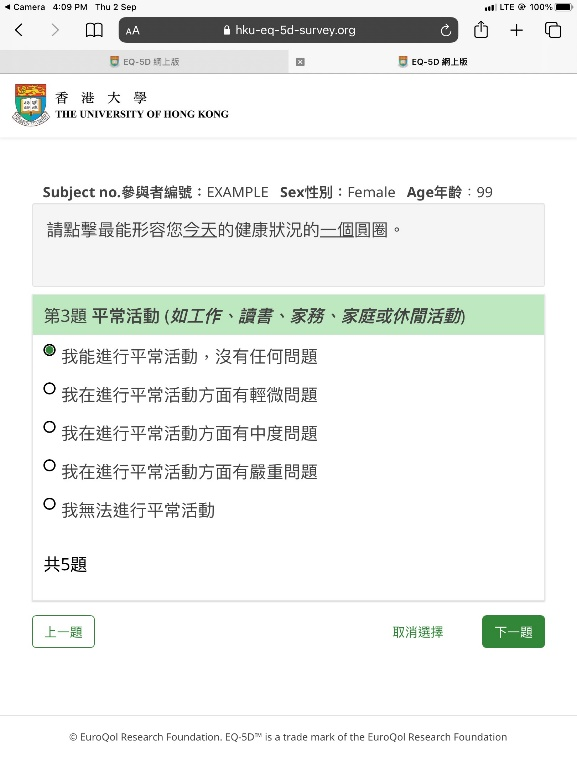 Camera 4:09 PM Thu 2 Sep
LTE 100%
AA hku-eq-5d-survey.org
EQ-5D 網上版
EQ-5D 網上版
香港大學
THE UNIVERSITY OF HONG KONG
Subject no.參與者編號：EXAMPLE Sex性別：Female Age年齡：99
請點擊最能形容您今天的健康狀況的一個圓圈。
第3題 平常活動 (如工作、讀書、家務、家庭或休閒活動)
我能進行平常活動，沒有任何問題
我在進行平常活動方面有輕微問題
我在進行平常活動方面有中度問題
我在進行平常活動方面有嚴重問題
我無法進行平常活動
共5題
上一題
取消選擇
下一題
© EuroQol Research Foundation. EQ-5D™ is a trade mark of the EuroQol Research Foundation